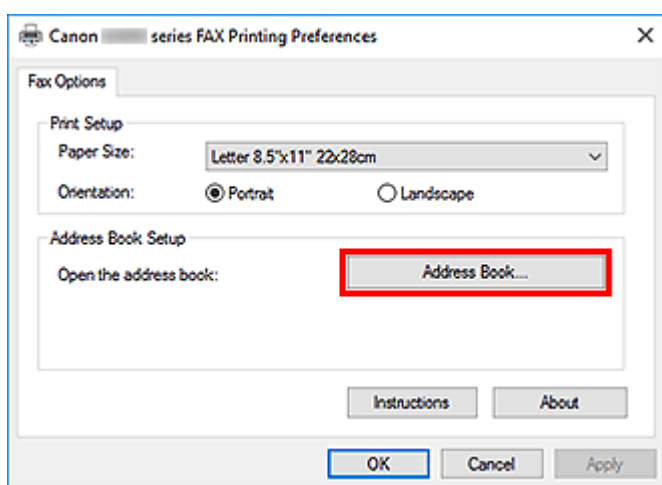 Canon series FAX Printing Preferences
Fax Options
Print Setup
Paper Size: Letter 8.5"x11" 22x28cm
Orientation: Portrait Landscape
Address Book Setup
Open the address book: Address Book...
Instructions About
OK Cancel Apply